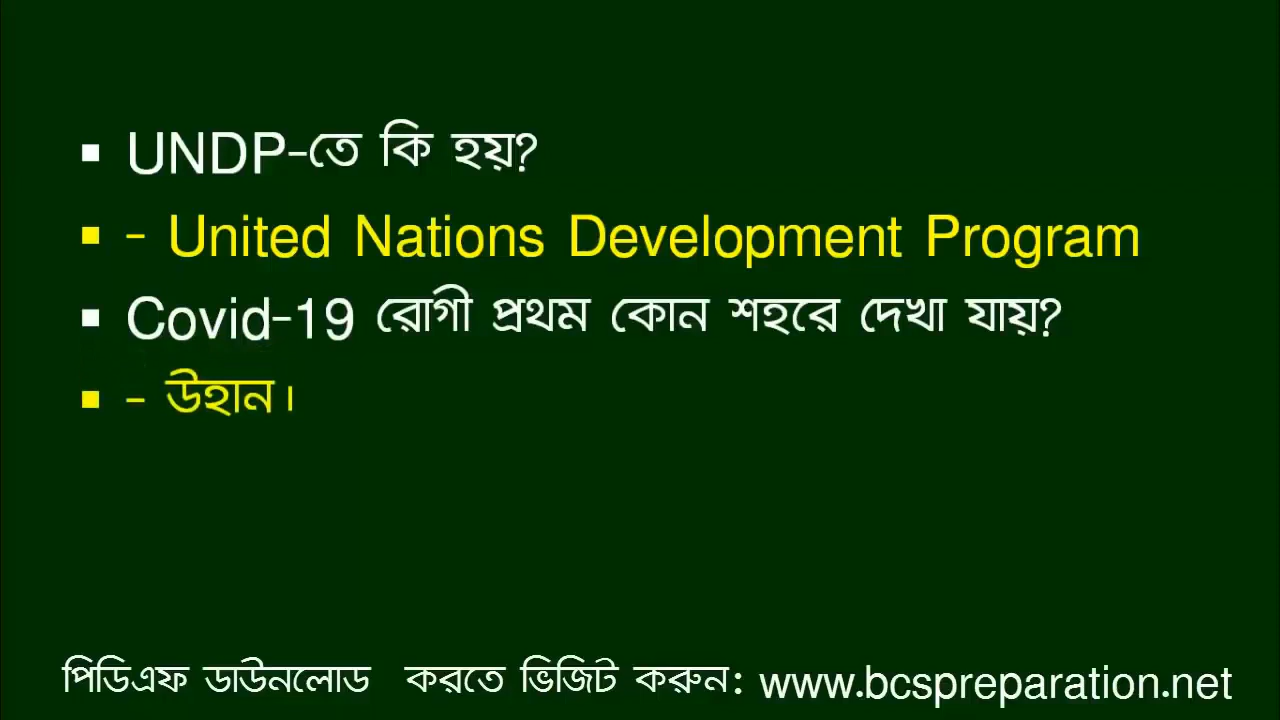 ▪ UNDP-তে কি হয়?
▪ - United Nations Development Program
▪ Covid-19 রোগী প্রথম কোন শহরে দেখা যায়?
▪ - উহান।
পিডিএফ ডাউনলোড করতে ভিজিট করুন: www.bcspreparation.net